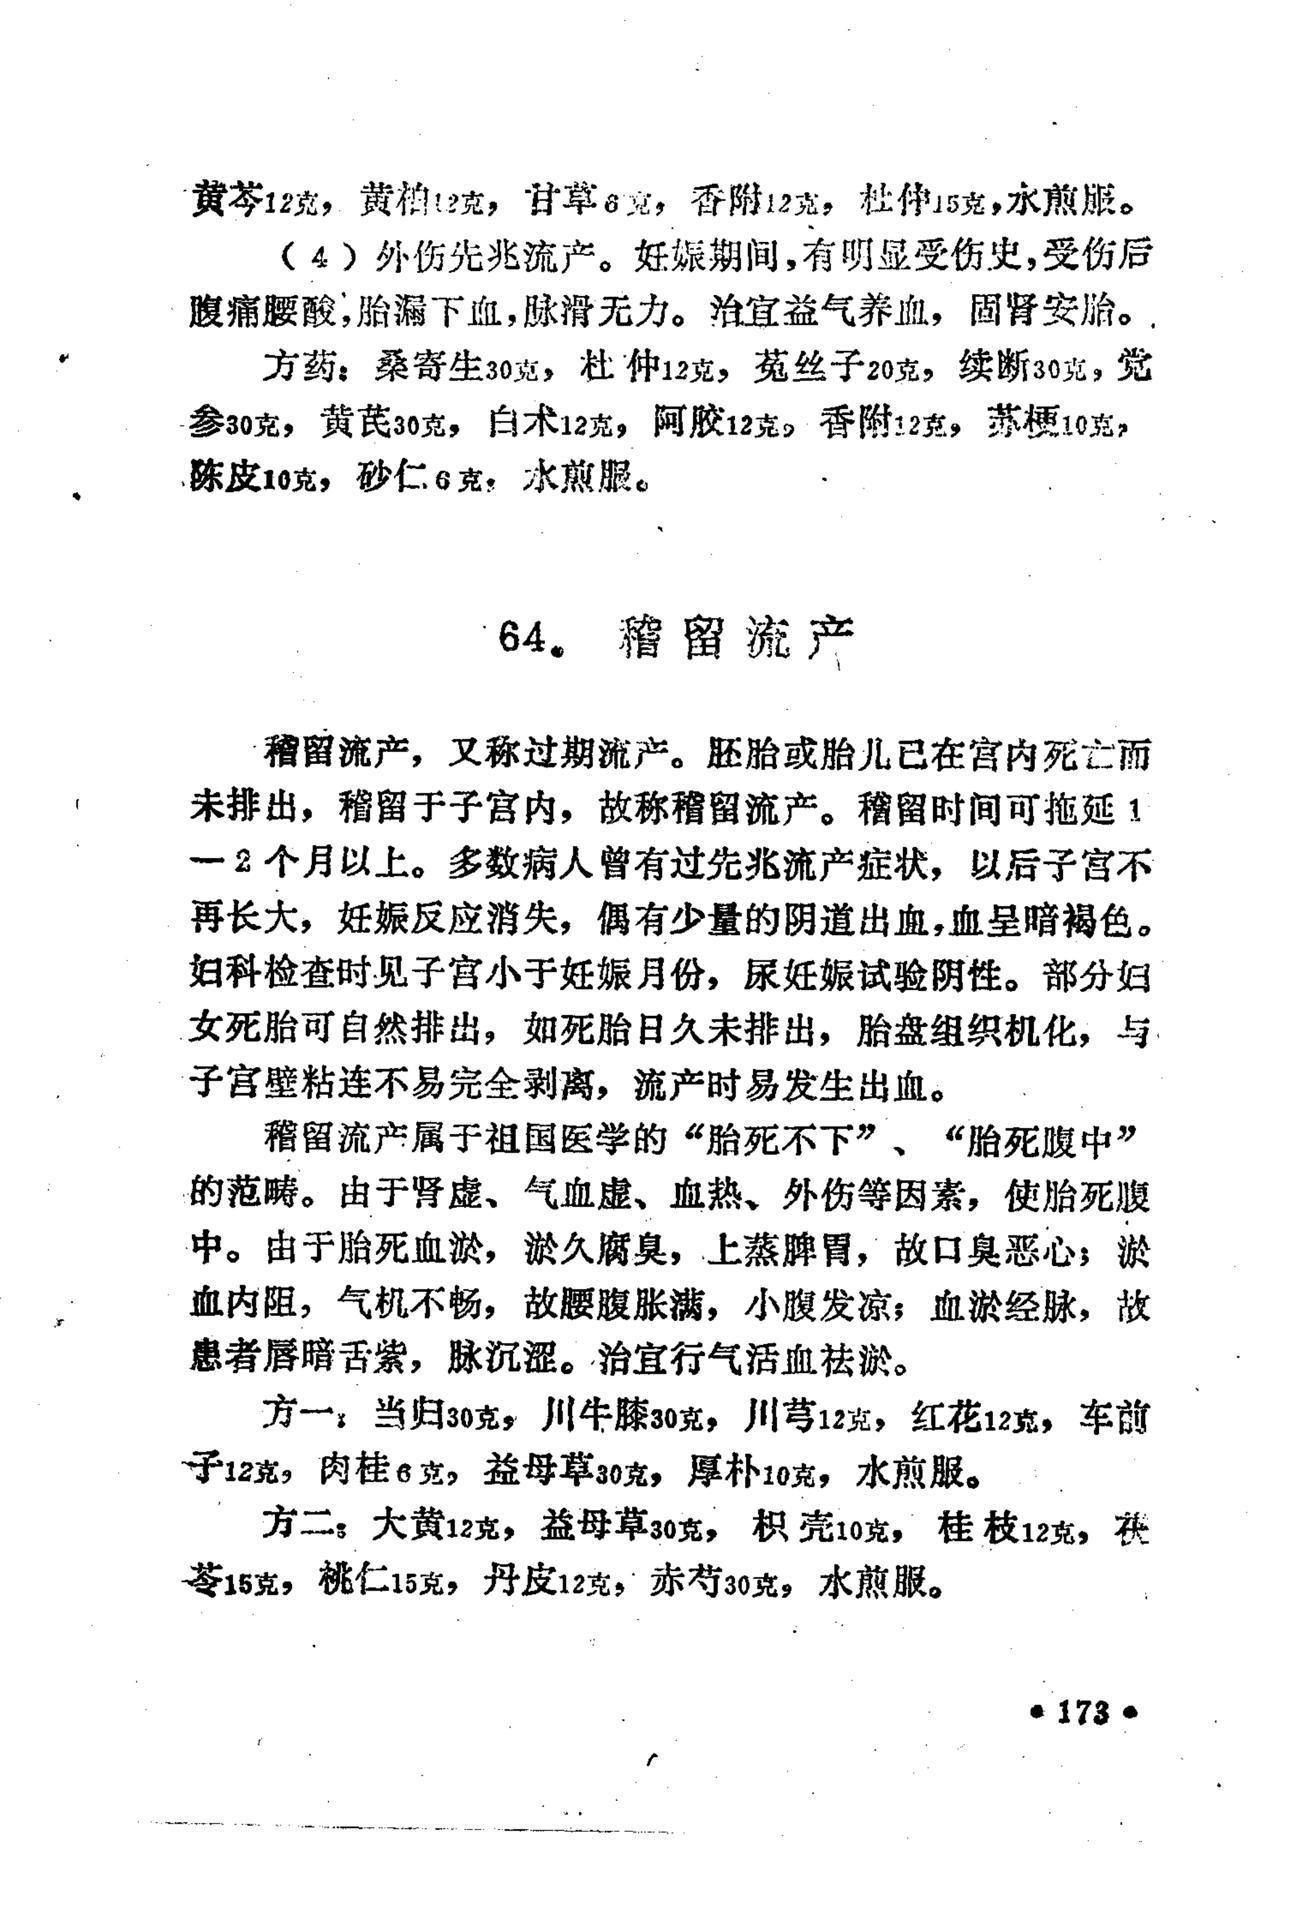 黄芩12克，黄柏12克，甘草6克，香附12克，杜仲15克，水煎服。
（4）外伤先兆流产。妊娠期间，有明显受伤史，受伤后
腹痛腰酸，胎漏下血，脉滑无力。治宜益气养血，固肾安胎。
方药：桑寄生30克，杜仲12克，菟丝子20克，续断30克，党
参30克，黄芪30克，白术12克，阿胶12克，香附12克，苏梗10克，
陈皮10克，砂仁6克，水煎服。
64．稽留流产
稽留流产，又称过期流产。胚胎或胎儿已在宫内死亡而
未排出，稽留于子宫内，故称稽留流产。稽留时间可拖延1
—2个月以上。多数病人曾有过先兆流产症状，以后子宫不
再长大，妊娠反应消失，偶有少量的阴道出血，血呈暗褐色。
妇科检查时见子宫小于妊娠月份，尿妊娠试验阴性。部分妇
女死胎可自然排出，如死胎日久未排出，胎盘组织机化，与
子宫壁粘连不易完全剥离，流产时易发生出血。
稽留流产属于祖国医学的“胎死不下”、“胎死腹中”
的范畴。由于肾虚、气血虚、血热、外伤等因素，使胎死腹
中。由于胎死血淤，淤久腐臭，上蒸脾胃，故口臭恶心；淤
血内阻，气机不畅，故腰腹胀满，小腹发凉；血淤经脉，故
患者唇暗舌紫，脉沉涩。治宜行气活血祛淤。
方一：当归30克，川牛膝30克，川芎12克，红花12克，车前
子12克，肉桂6克，益母草30克，厚朴10克，水煎服。
方二：大黄12克，益母草30克，枳壳10克，桂枝12克，茯
苓15克，桃仁15克，丹皮12克，赤芍30克，水煎服。
•173•